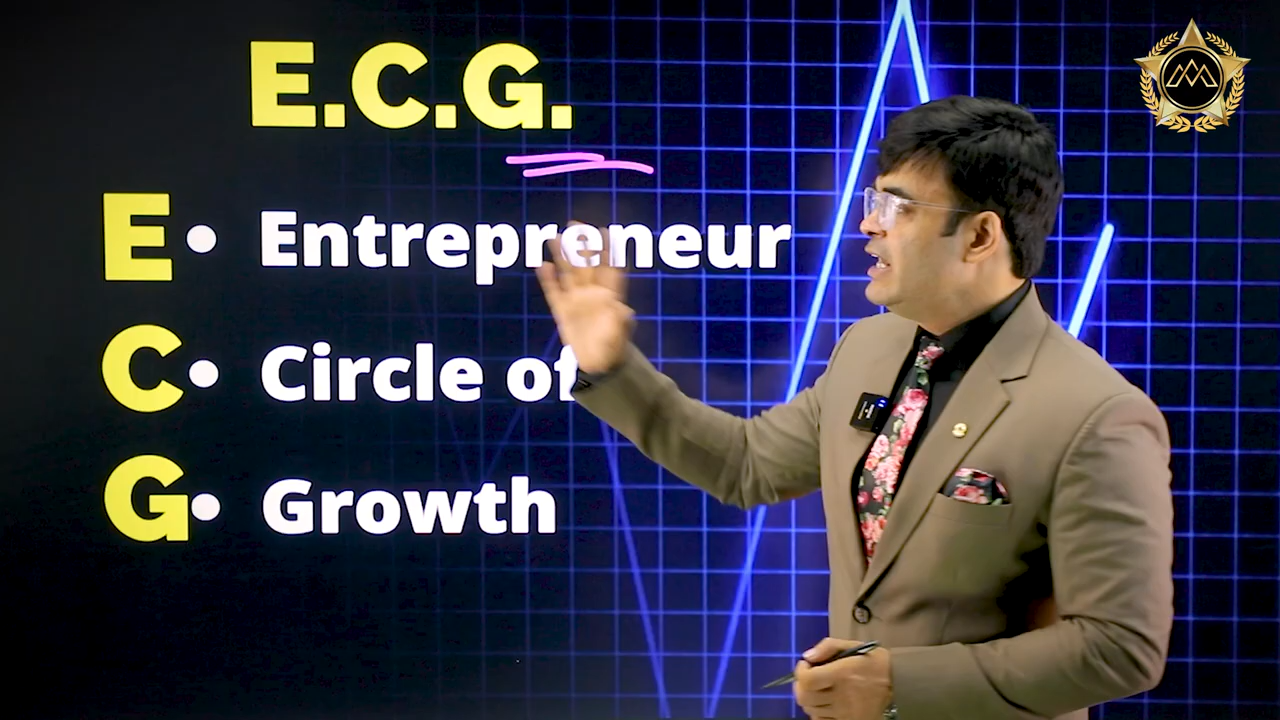 E.C.G.
E • Entrepreneur
C • Circle of
G • Growth